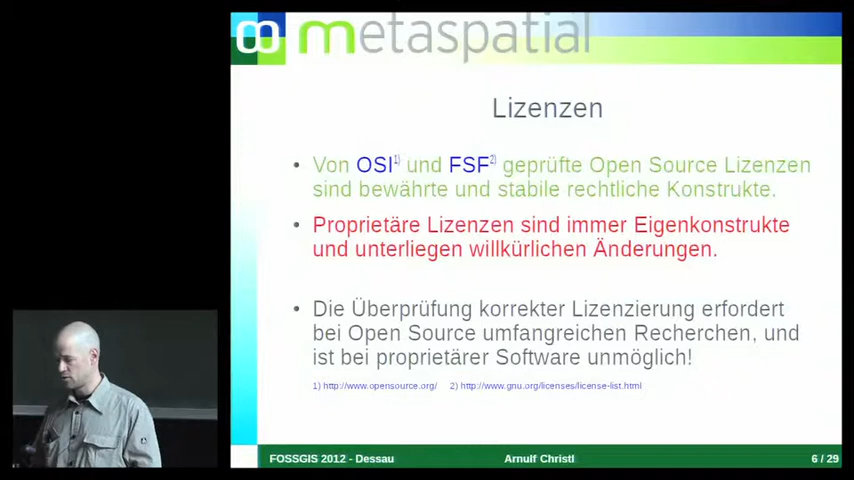 metaspatial
Lizenzen
• Von OSI1) und FSF2) geprüfte Open Source Lizenzen
sind bewährte und stabile rechtliche Konstrukte.
• Proprietäre Lizenzen sind immer Eigenkonstrukte
und unterliegen willkürlichen Änderungen.
• Die Überprüfung korrekter Lizenzierung erfordert
bei Open Source umfangreichen Recherchen, und
ist bei proprietärer Software unmöglich!
1) http://www.opensource.org/ 2) http://www.gnu.org/licenses/license-list.html
FOSSGIS 2012 - Dessau Arnulf Christl 6 / 29